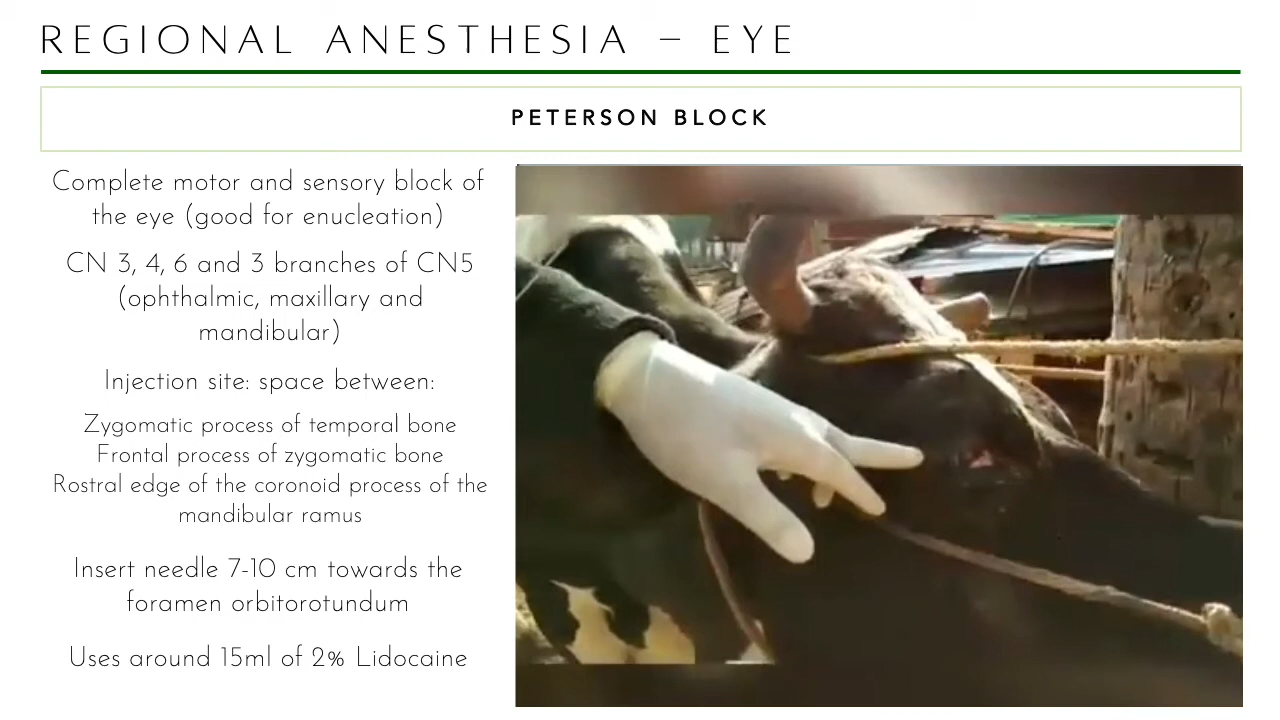 REGIONAL ANESTHESIA – EYE
PETERSON BLOCK
Complete motor and sensory block of
the eye (good for enucleation)
CN 3, 4, 6 and 3 branches of CN5
(ophthalmic, maxillary and
mandibular)
Injection site: space between:
Zygomatic process of temporal bone
Frontal process of zygomatic bone
Rostral edge of the coronoid process of the
mandibular ramus
Insert needle 7-10 cm towards the
foramen orbitorotundum
Uses around 15ml of 2% Lidocaine